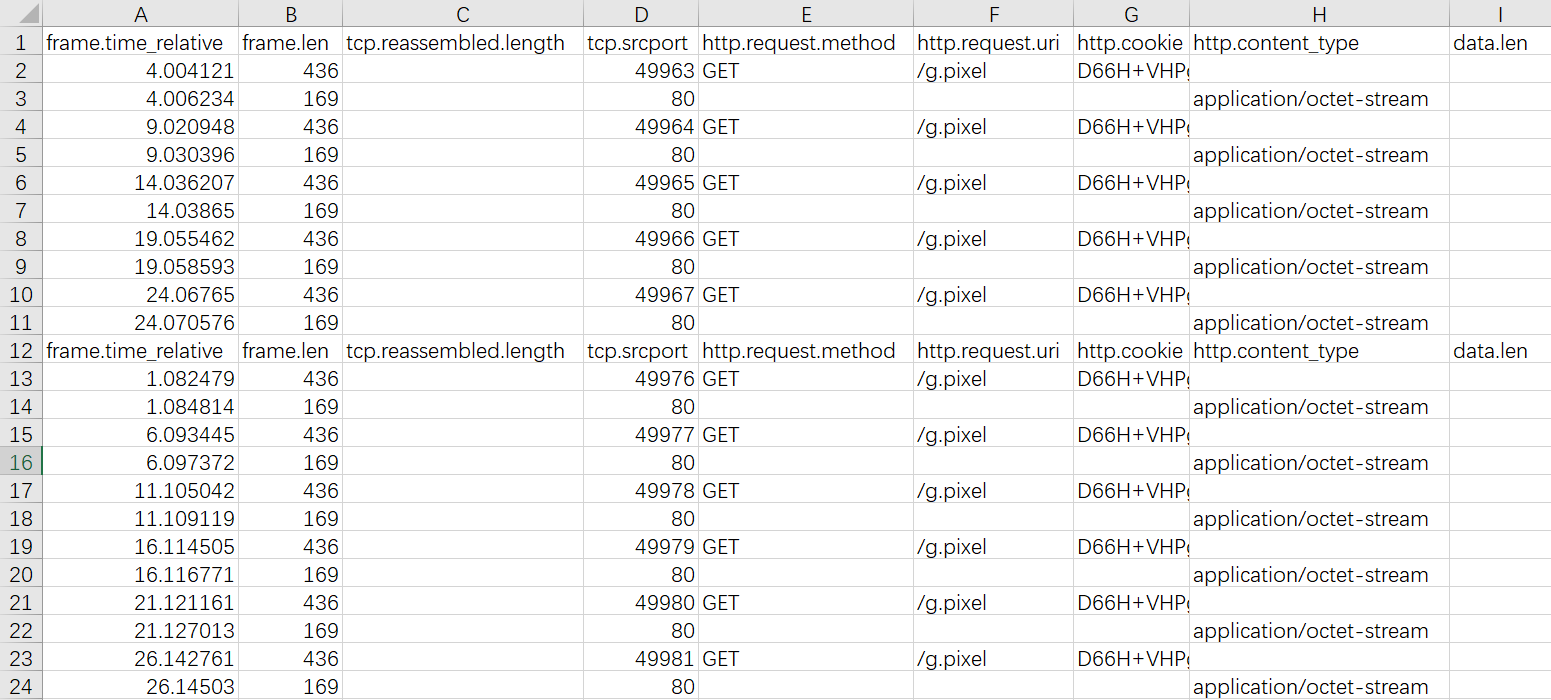 A B C D E F G H I
1 frame.time_relative frame.len tcp.reassembled.length tcp.srcport http.request.method http.request.uri http.cookie http.content_type data.len
2 4.004121 436 49963 GET /g.pixel D66H+VHP
3 4.006234 169 80 application/octet-stream
4 9.020948 436 49964 GET /g.pixel D66H+VHP
5 9.030396 169 80 application/octet-stream
6 14.036207 436 49965 GET /g.pixel D66H+VHP
7 14.03865 169 80 application/octet-stream
8 19.055462 436 49966 GET /g.pixel D66H+VHP
9 19.058593 169 80 application/octet-stream
10 24.06765 436 49967 GET /g.pixel D66H+VHP
11 24.070576 169 80 application/octet-stream
12 frame.time_relative frame.len tcp.reassembled.length tcp.srcport http.request.method http.request.uri http.cookie http.content_type data.len
13 1.082479 436 49976 GET /g.pixel D66H+VHP
14 1.084814 169 80 application/octet-stream
15 6.093445 436 49977 GET /g.pixel D66H+VHP
16 6.097372 169 80 application/octet-stream
17 11.105042 436 49978 GET /g.pixel D66H+VHP
18 11.109119 169 80 application/octet-stream
19 16.114505 436 49979 GET /g.pixel D66H+VHP
20 16.116771 169 80 application/octet-stream
21 21.121161 436 49980 GET /g.pixel D66H+VHP
22 21.127013 169 80 application/octet-stream
23 26.142761 436 49981 GET /g.pixel D66H+VHP
24 26.14503 169 80 application/octet-stream